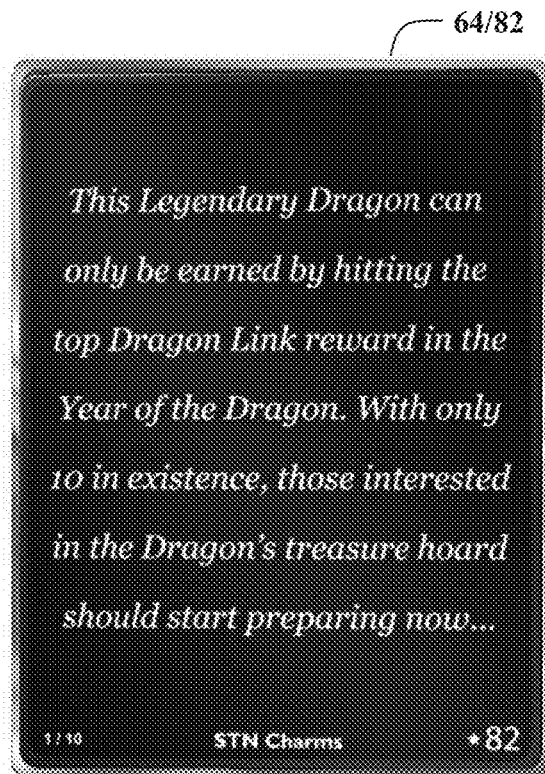 64/82
This Legendary Dragon can
only be earned by hitting the
top Dragon Link reward in the
Year of the Dragon. With only
10 in existence, those interested
in the Dragon's treasure hoard
should start preparing now...
1/10 STN Charms ★82